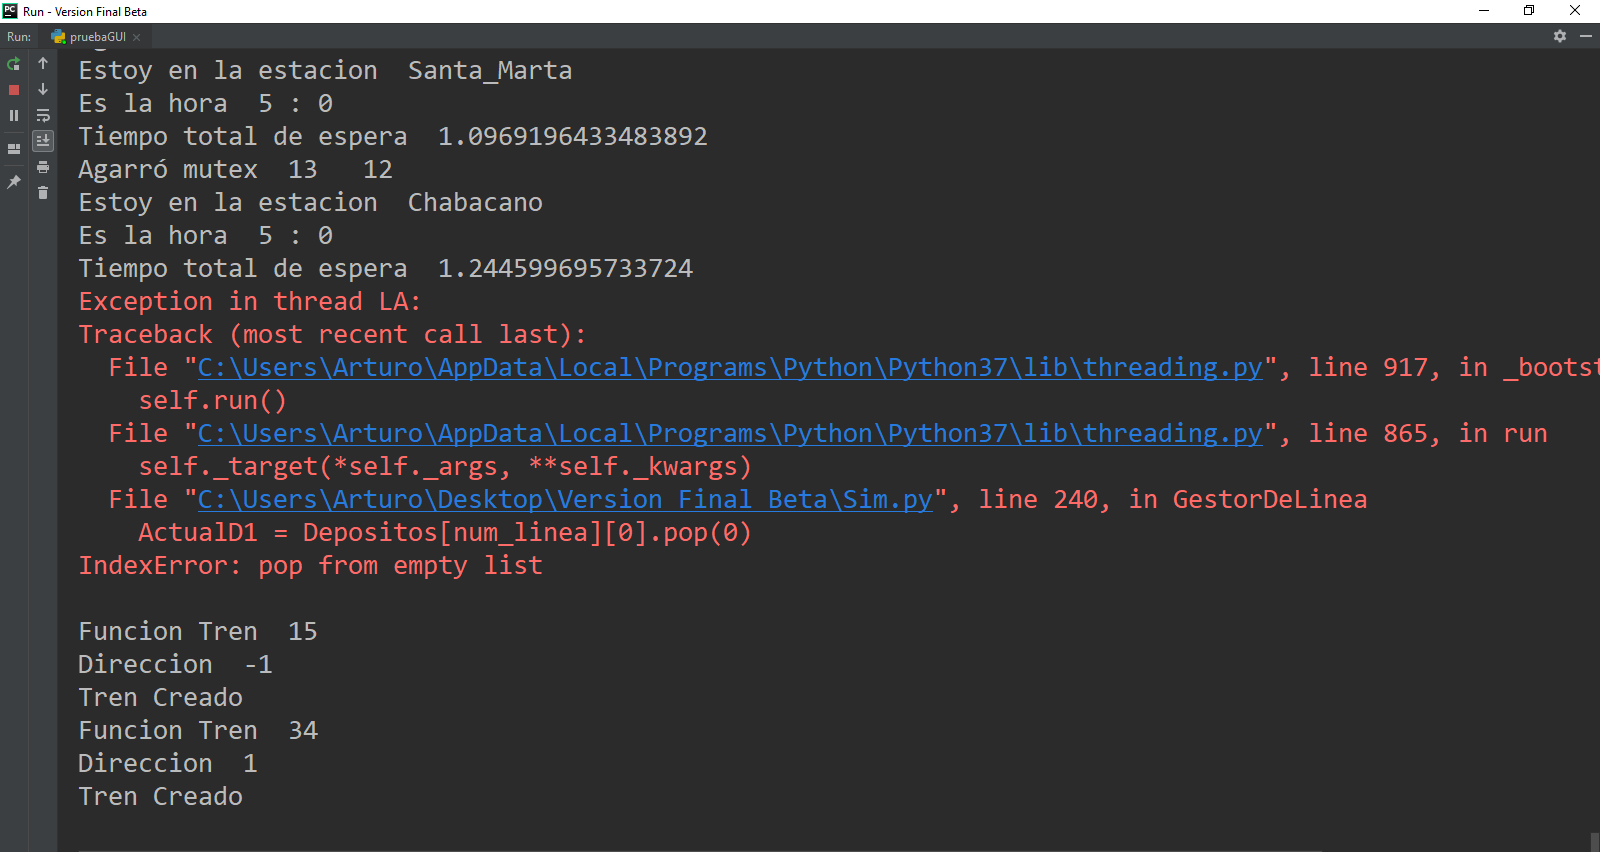 PC Run - Version Final Beta
Run: pruebaGUI
Estoy en la estacion  Santa_Marta
Es la hora  5 : 0
Tiempo total de espera  1.0969196433483892
Agarró mutex  13   12
Estoy en la estacion  Chabacano
Es la hora  5 : 0
Tiempo total de espera  1.244599695733724
Exception in thread LA:
Traceback (most recent call last):
  File "C:\Users\Arturo\AppData\Local\Programs\Python\Python37\lib\threading.py", line 917, in _bootst
    self.run()
  File "C:\Users\Arturo\AppData\Local\Programs\Python\Python37\lib\threading.py", line 865, in run
    self._target(*self._args, **self._kwargs)
  File "C:\Users\Arturo\Desktop\Version Final Beta\Sim.py", line 240, in GestorDeLinea
    ActualD1 = Depositos[num_linea][0].pop(0)
IndexError: pop from empty list
Funcion Tren  15
Direccion  -1
Tren Creado
Funcion Tren  34
Direccion  1
Tren Creado